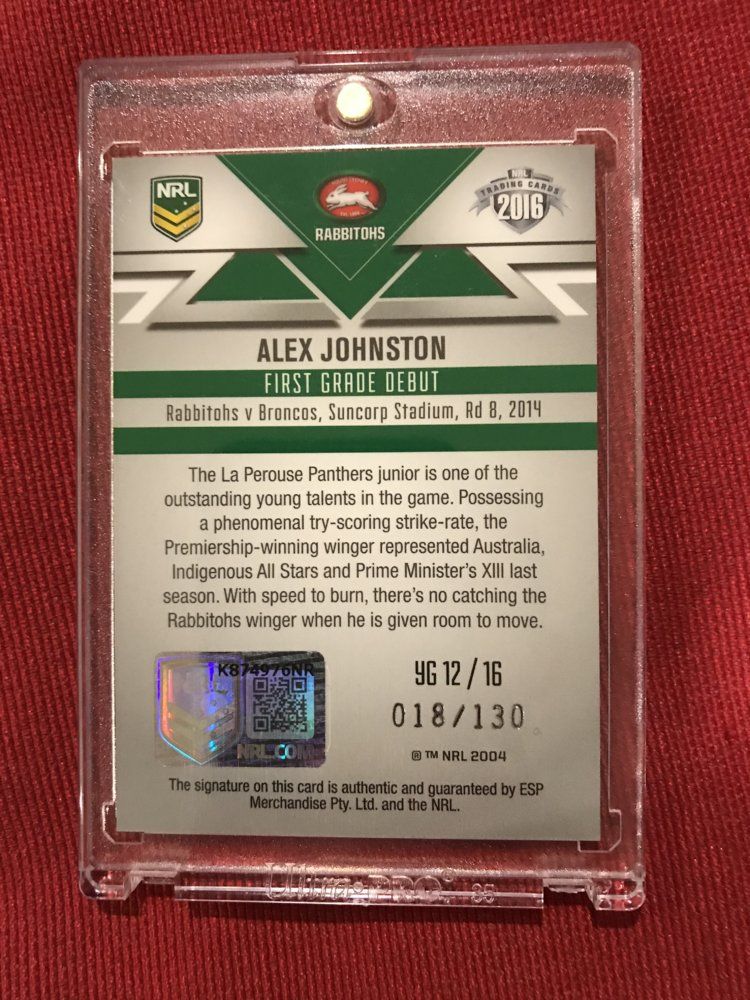 NRL
SOUTH SYDNEY
EST. 1908
RABBITOHS
NRL
TRADING CARDS
2016
ALEX JOHNSTON
FIRST GRADE DEBUT
Rabbitohs v Broncos, Suncorp Stadium, Rd 8, 2014
The La Perouse Panthers junior is one of the
outstanding young talents in the game. Possessing
a phenomenal try-scoring strike-rate, the
Premiership-winning winger represented Australia,
Indigenous All Stars and Prime Minister's XIII last
season. With speed to burn, there's no catching the
Rabbitohs winger when he is given room to move.
K874976NR
NRL.COM
YG 12 / 16
018/130
® ™ NRL 2004
The signature on this card is authentic and guaranteed by ESP
Merchandise Pty. Ltd. and the NRL.
Ultra•PRO® 35